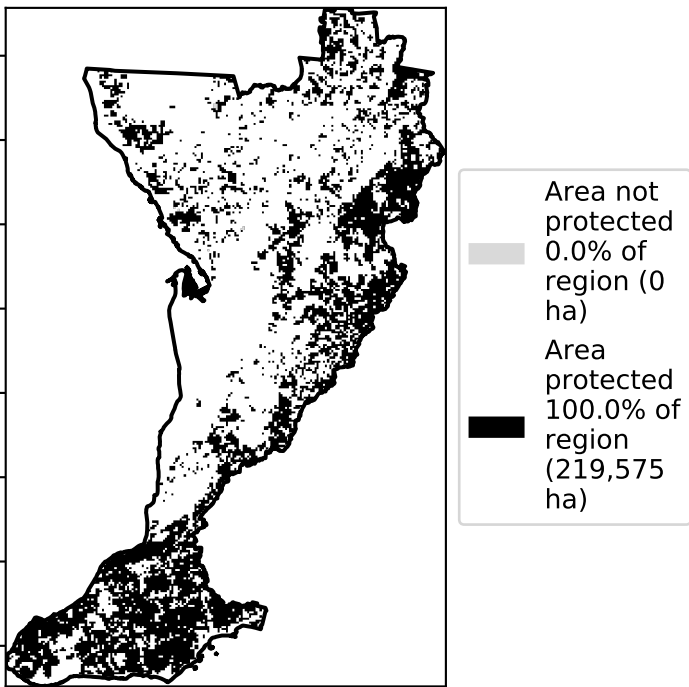 Area not
protected
0.0% of
region (0
ha)
Area
protected
100.0% of
region
(219,575
ha)